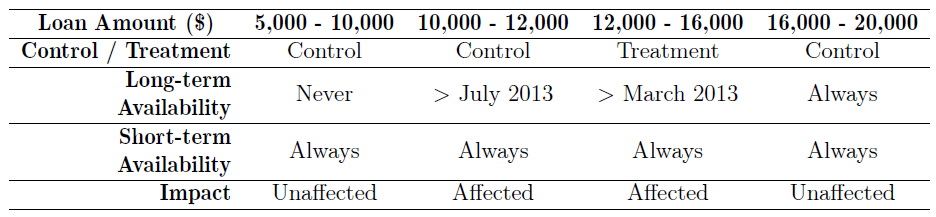 Loan Amount ($) 5,000 - 10,000 10,000 - 12,000 12,000 - 16,000 16,000 - 20,000
Control / Treatment Control Control Treatment Control
Long-term
Availability Never > July 2013 > March 2013 Always
Short-term
Availability Always Always Always Always
Impact Unaffected Affected Affected Unaffected